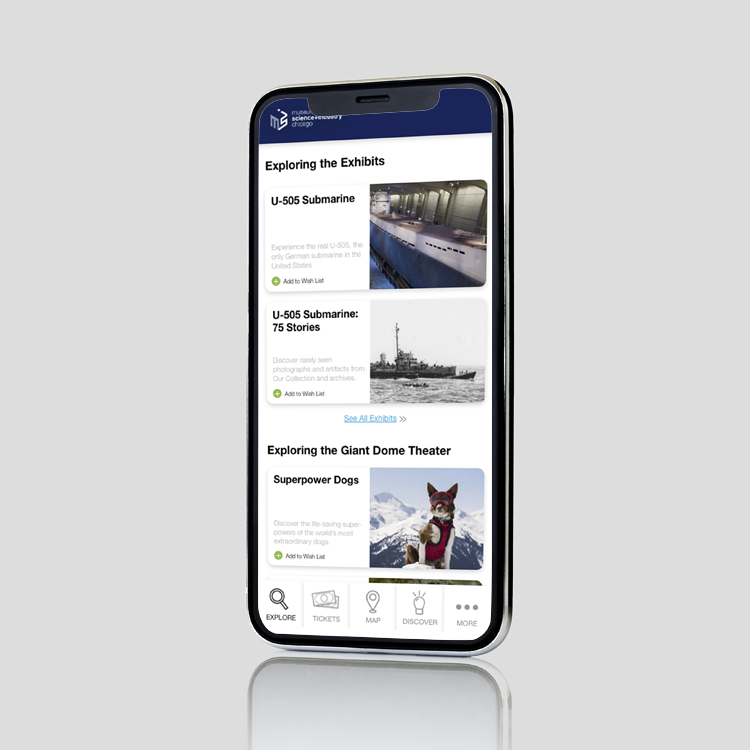 science+industry
chicago
Exploring the Exhibits
U-505 Submarine
Experience the real U-505, the
only German submarine in the
United States
Add to Wish List
U-505 Submarine:
75 Stories
Discover rarely seen
photographs and artifacts from
Our Collection and archives.
Add to Wish List
See All Exhibits >>
Exploring the Giant Dome Theater
Superpower Dogs
Discover the life-saving super-
powers of the world's most
extraordinary dogs.
Add to Wish List
EXPLORE
TICKETS
MAP
DISCOVER
MORE